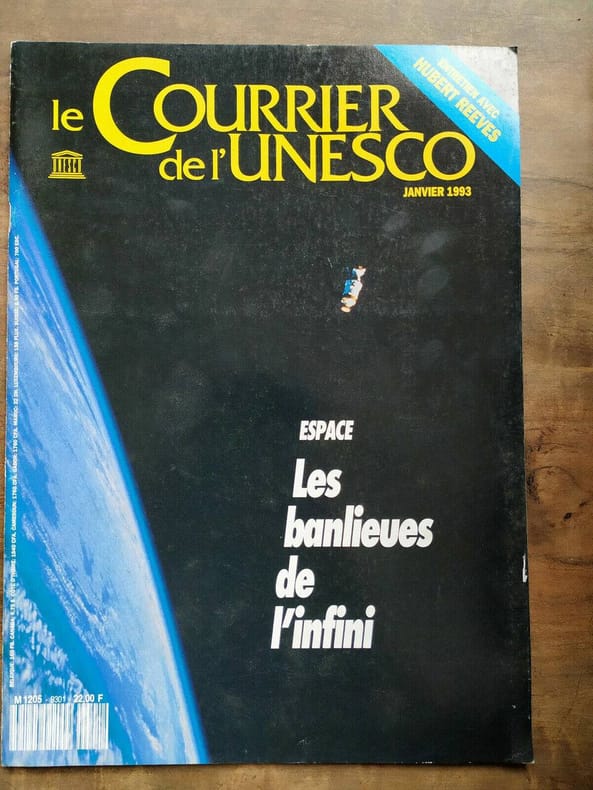 ENTRETIEN AVEC
HUBERT REEVES
le COURRIER
de l'UNESCO
JANVIER 1993
ESPACE
Les
banlieues
de
l'infini
M 1205 - 9301 - 22,00 F